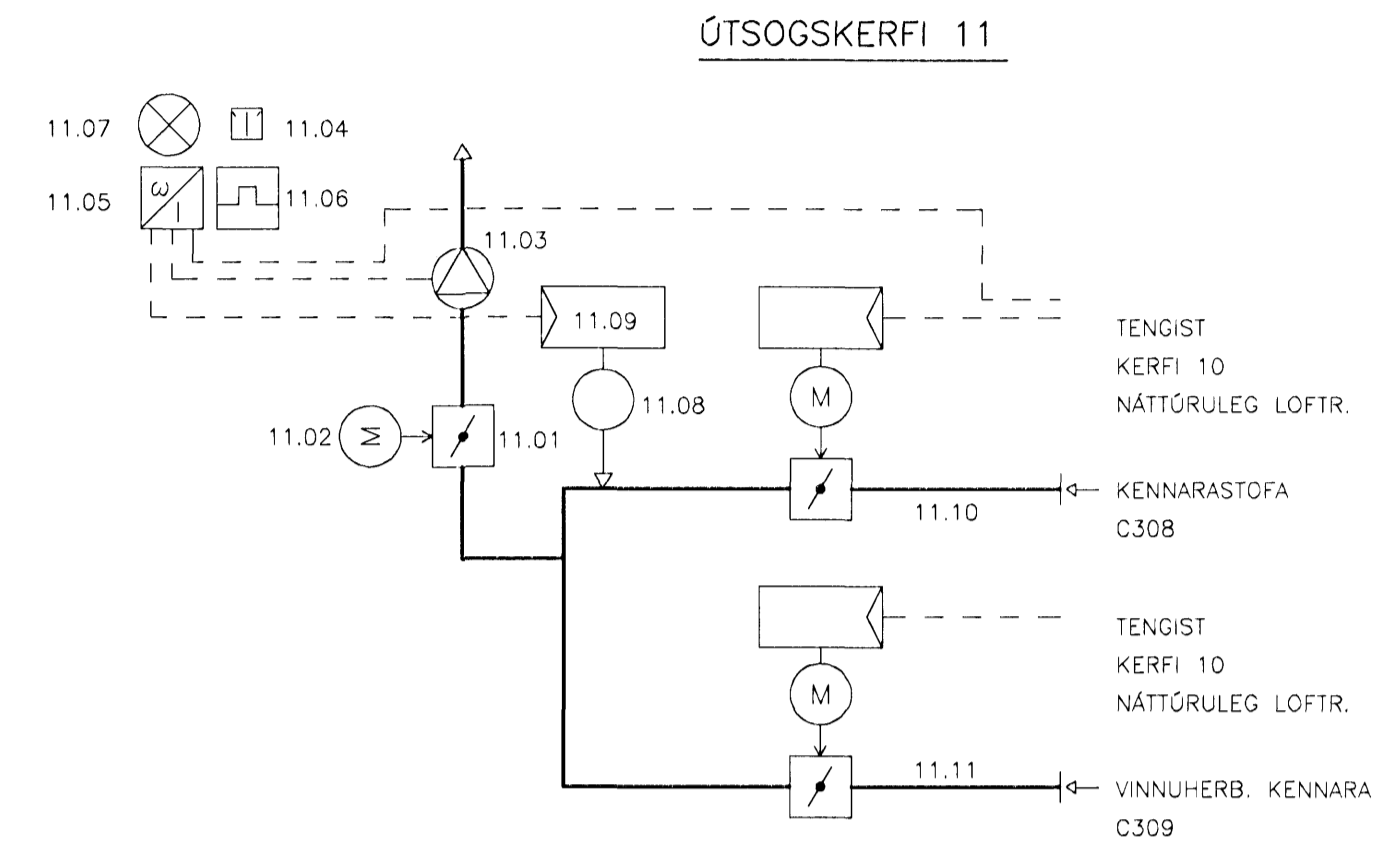 ÚTSOGSKERFI 11
11.07
11.04
11.05
ω
I
11.06
11.03
11.09
TENGIST
KERFI 10
NÁTTÚRULEG LOFTR.
M
11.08
11.02
M
11.01
KENNARASTOFA
C308
11.10
TENGIST
KERFI 10
NÁTTÚRULEG LOFTR.
M
11.11
VINNUHERB. KENNARA
C309